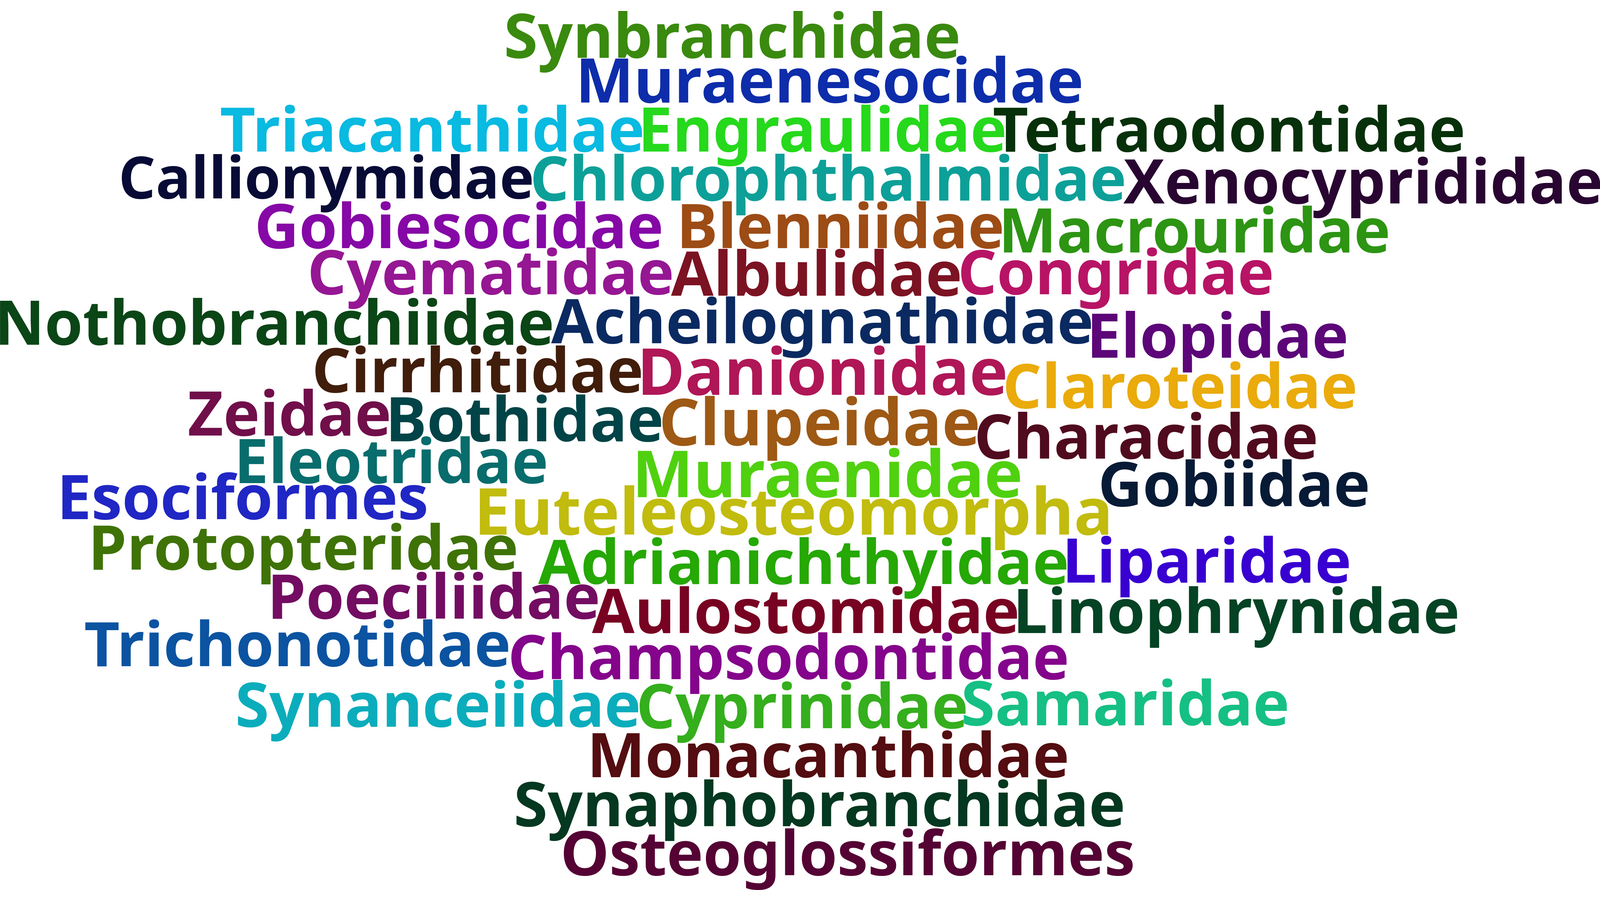 Synbranchidae
Muraenesocidae
Triacanthidae Engraulidae Tetraodontidae
Callionymidae Chlorophthalmidae Xenocyprididae
Gobiesocidae Blenniidae Macrouridae
Cyematidae Albulidae Congridae
Nothobranchiidae Acheilognathidae Elopidae
Cirrhitidae Danionidae Claroteidae
Zeidae Bothidae Clupeidae Characidae
Eleotridae Muraenidae Gobiidae
Esociformes Euteleosteomorpha
Protopteridae Adrianichthyidae Liparidae
Poeciliidae Aulostomidae Linophrynidae
Trichonotidae Champsodontidae
Synanceiidae Cyprinidae Samaridae
Monacanthidae
Synaphobranchidae
Osteoglossiformes